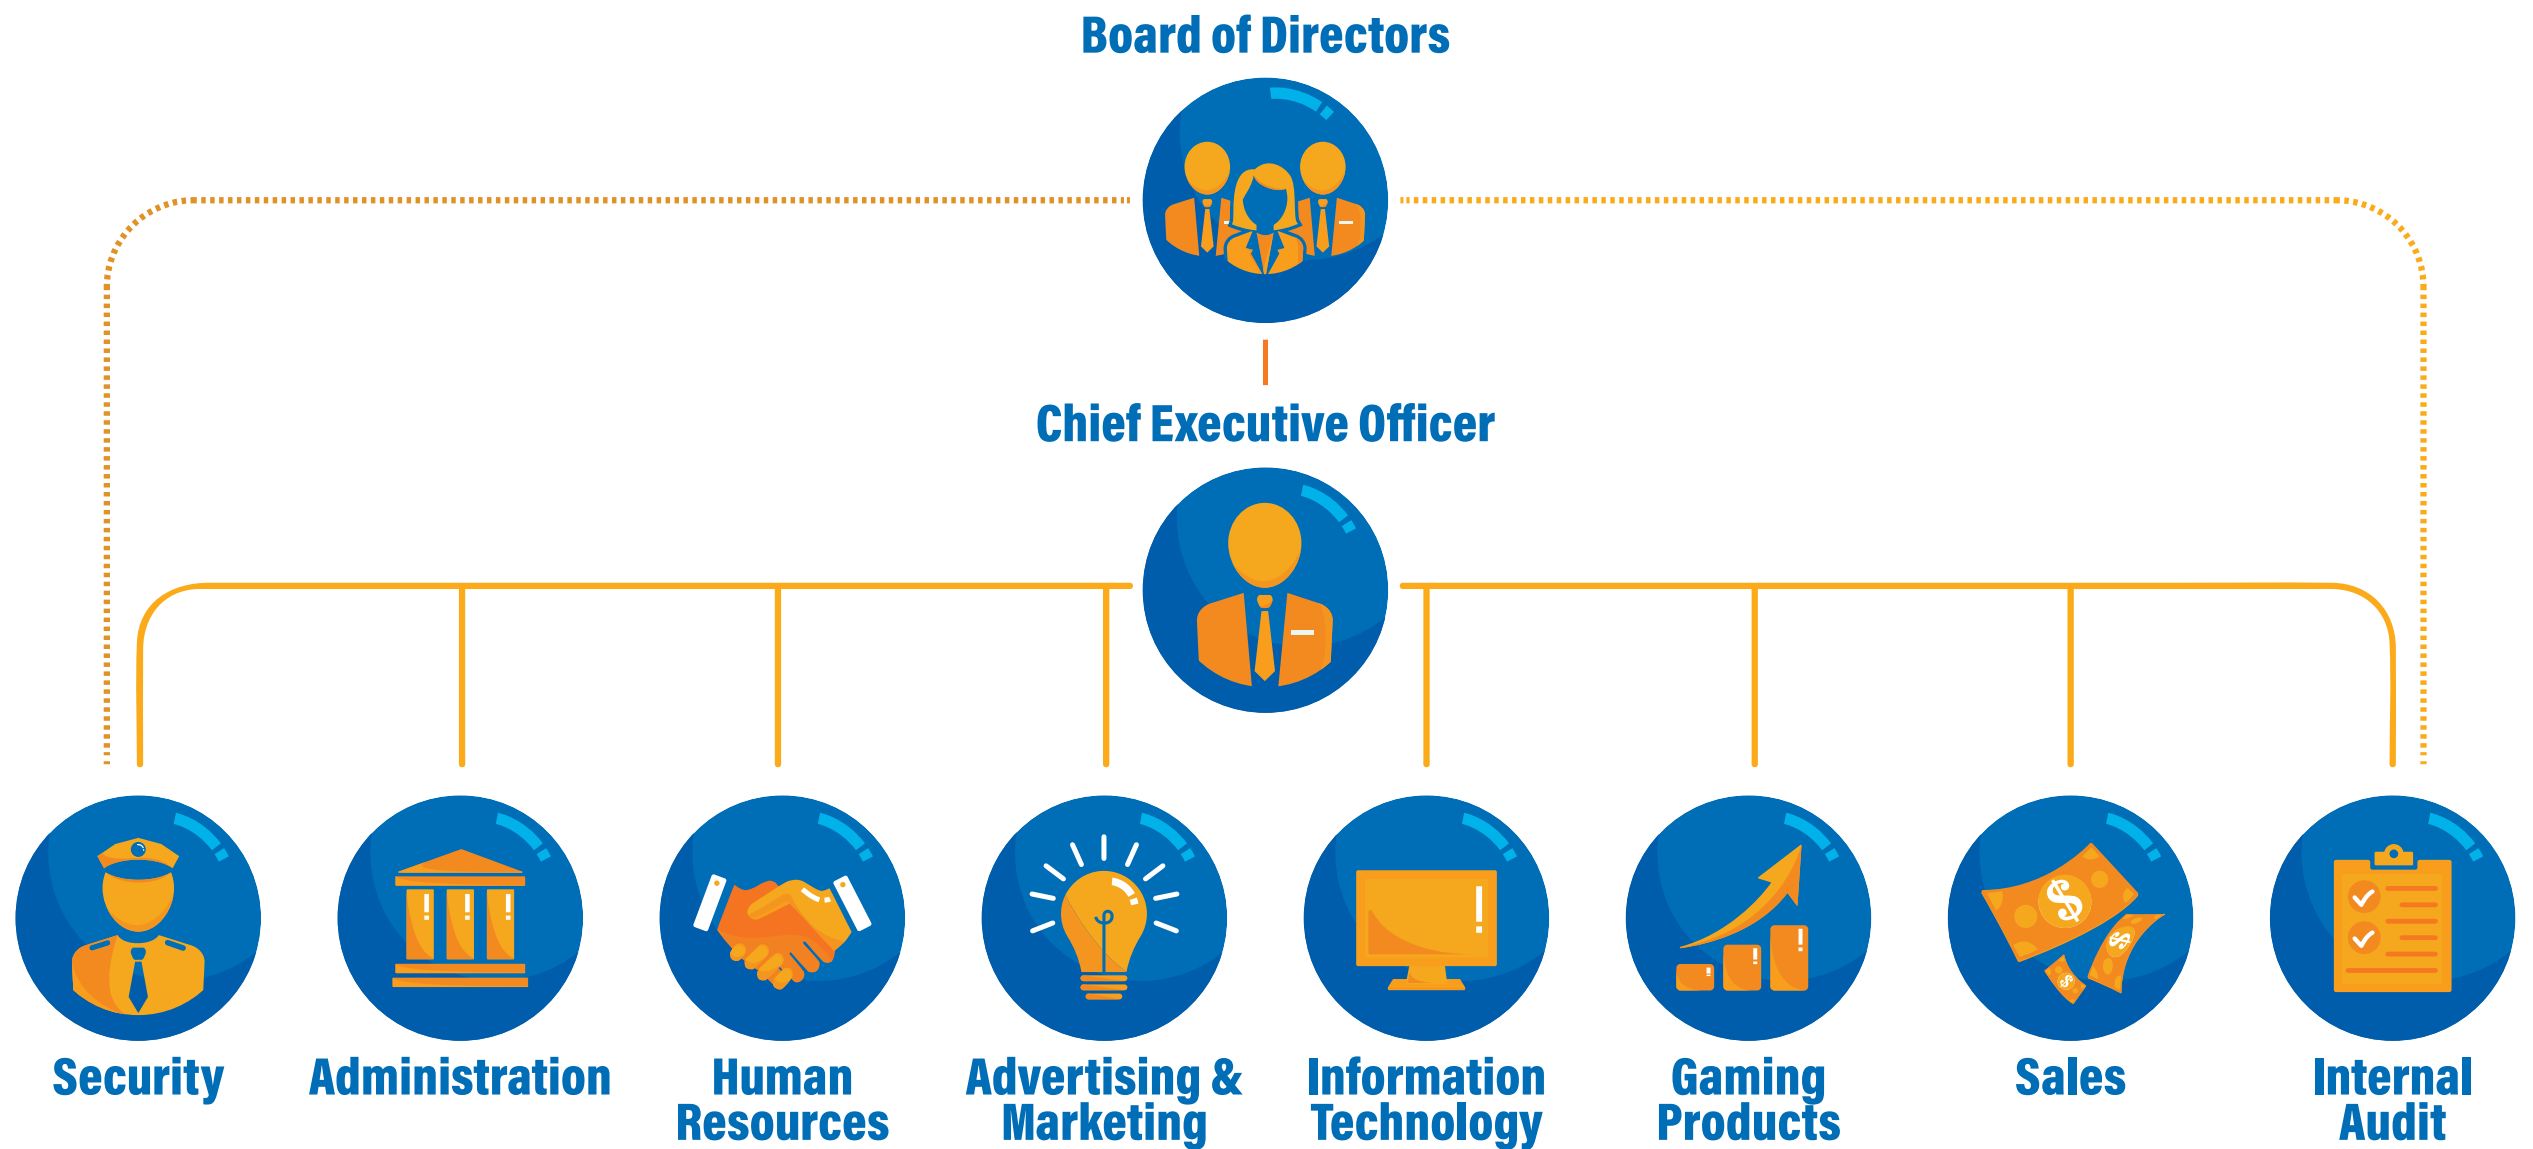 Board of Directors
Chief Executive Officer
Security
Administration
Human
Resources
Advertising &
Marketing
Information
Technology
Gaming
Products
Sales
Internal
Audit